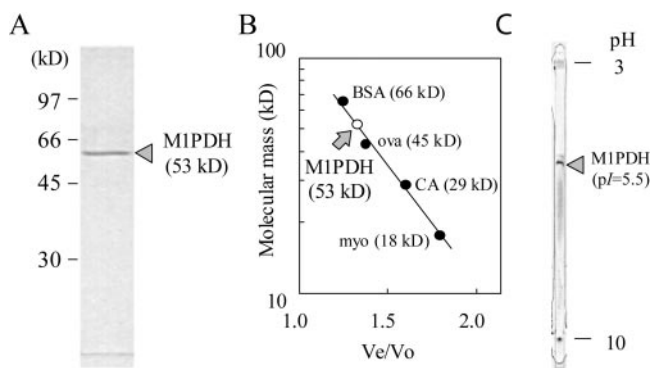 A
(kD)
97
66
45
30
M1PDH
(53 kD)
B
Molecular mass (kD)
100
10
BSA (66 kD)
ova (45 kD)
M1PDH
(53 kD)
CA (29 kD)
myo (18 kD)
1.0
1.5
2.0
Ve/Vo
C
pH
3
M1PDH
(pI=5.5)
10